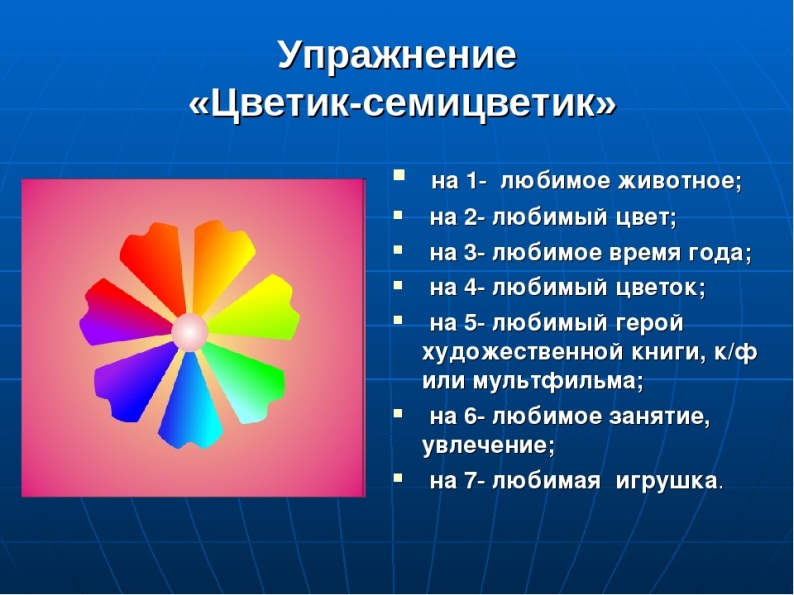 Упражнение
«Цветик-семицветик»
на 1-  любимое животное;
на 2- любимый цвет;
на 3- любимое время года;
на 4- любимый цветок;
на 5- любимый герой
художественной книги, к/ф
или мультфильма;
на 6- любимое занятие,
увлечение;
на 7- любимая  игрушка.